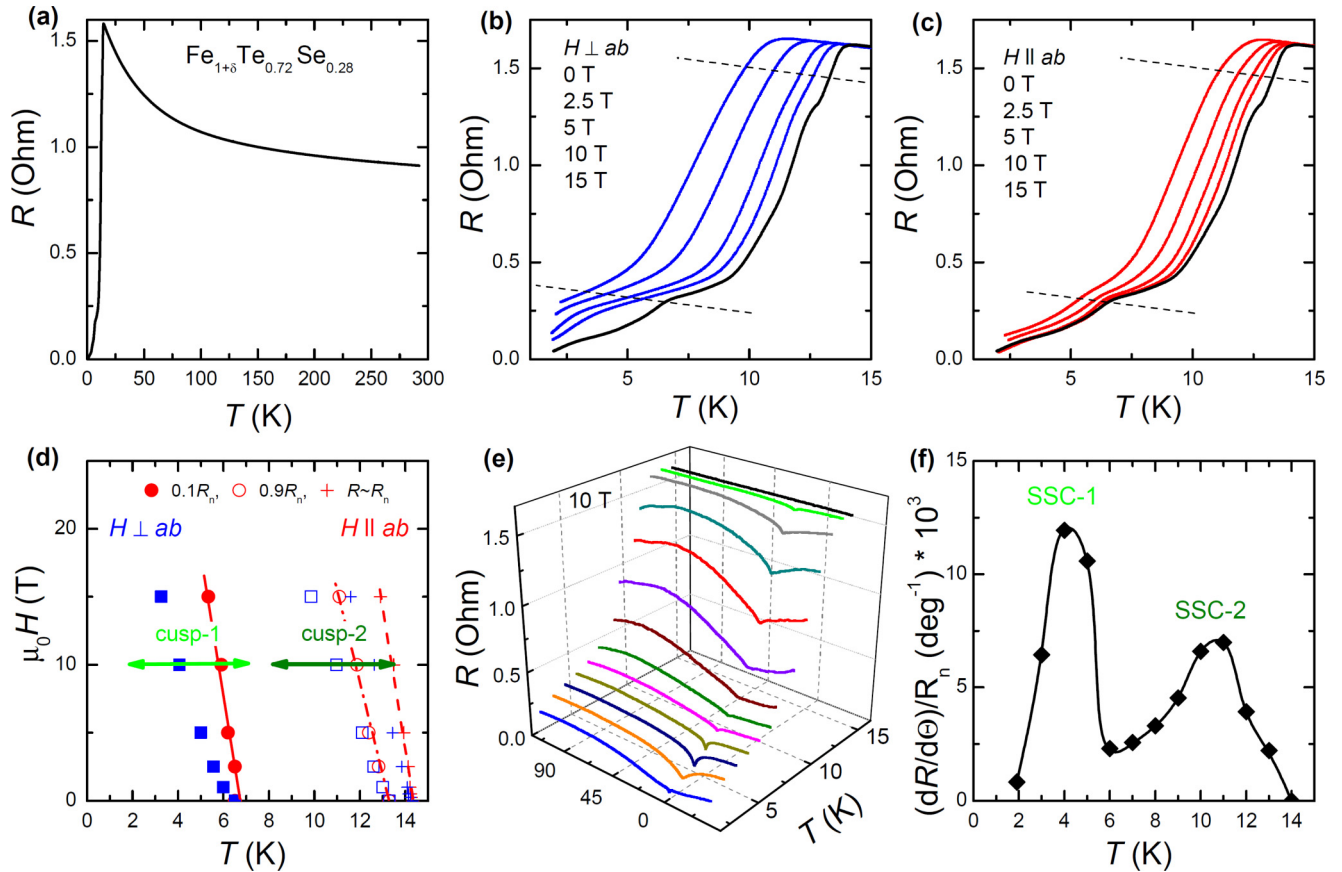 (a)
Fe1+δTe0.72Se0.28
R (Ohm)
1.5
1.0
0.5
0.0
0 50 100 150 200 250 300
T (K)
(b)
H ⊥ ab
0 T
2.5 T
5 T
10 T
15 T
R (Ohm)
1.5
1.0
0.5
0.0
5 10 15
T (K)
(c)
H || ab
0 T
2.5 T
5 T
10 T
15 T
R (Ohm)
1.5
1.0
0.5
0.0
5 10 15
T (K)
(d)
0.1Rn, 0.9Rn, R~Rn
H ⊥ ab H || ab
cusp-1 cusp-2
μ0H (T)
20
10
0
0 2 4 6 8 10 12 14
T (K)
(e)
10 T
R (Ohm)
1.5
1.0
0.5
0.0
90 45 0
5 10 15
T (K)
(f)
SSC-1
SSC-2
(dR/dΘ)/Rn (deg-1) * 103
15
10
5
0
0 2 4 6 8 10 12 14
T (K)